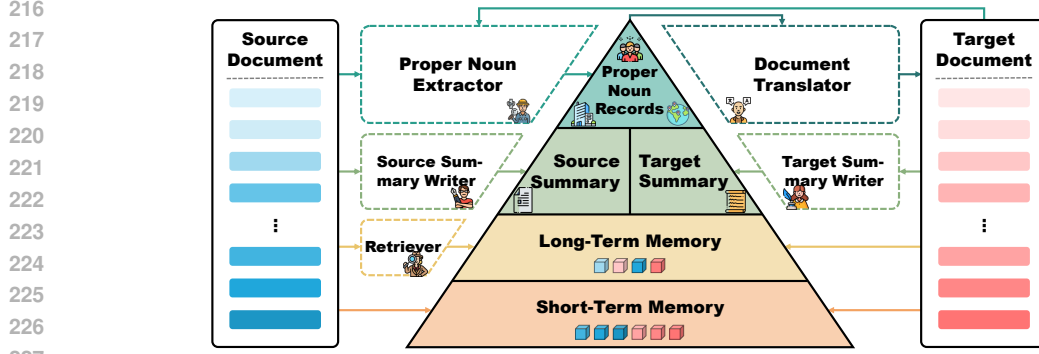 216
217
218
219
220
221
222
223
224
225
226
Source
Document
⋮
Proper Noun
Extractor
Source Sum-
mary Writer
Retriever
Proper
Noun
Records
Source
Summary
Target
Summary
Long-Term Memory
Short-Term Memory
Document
Translator
Target Sum-
mary Writer
Target
Document
⋮